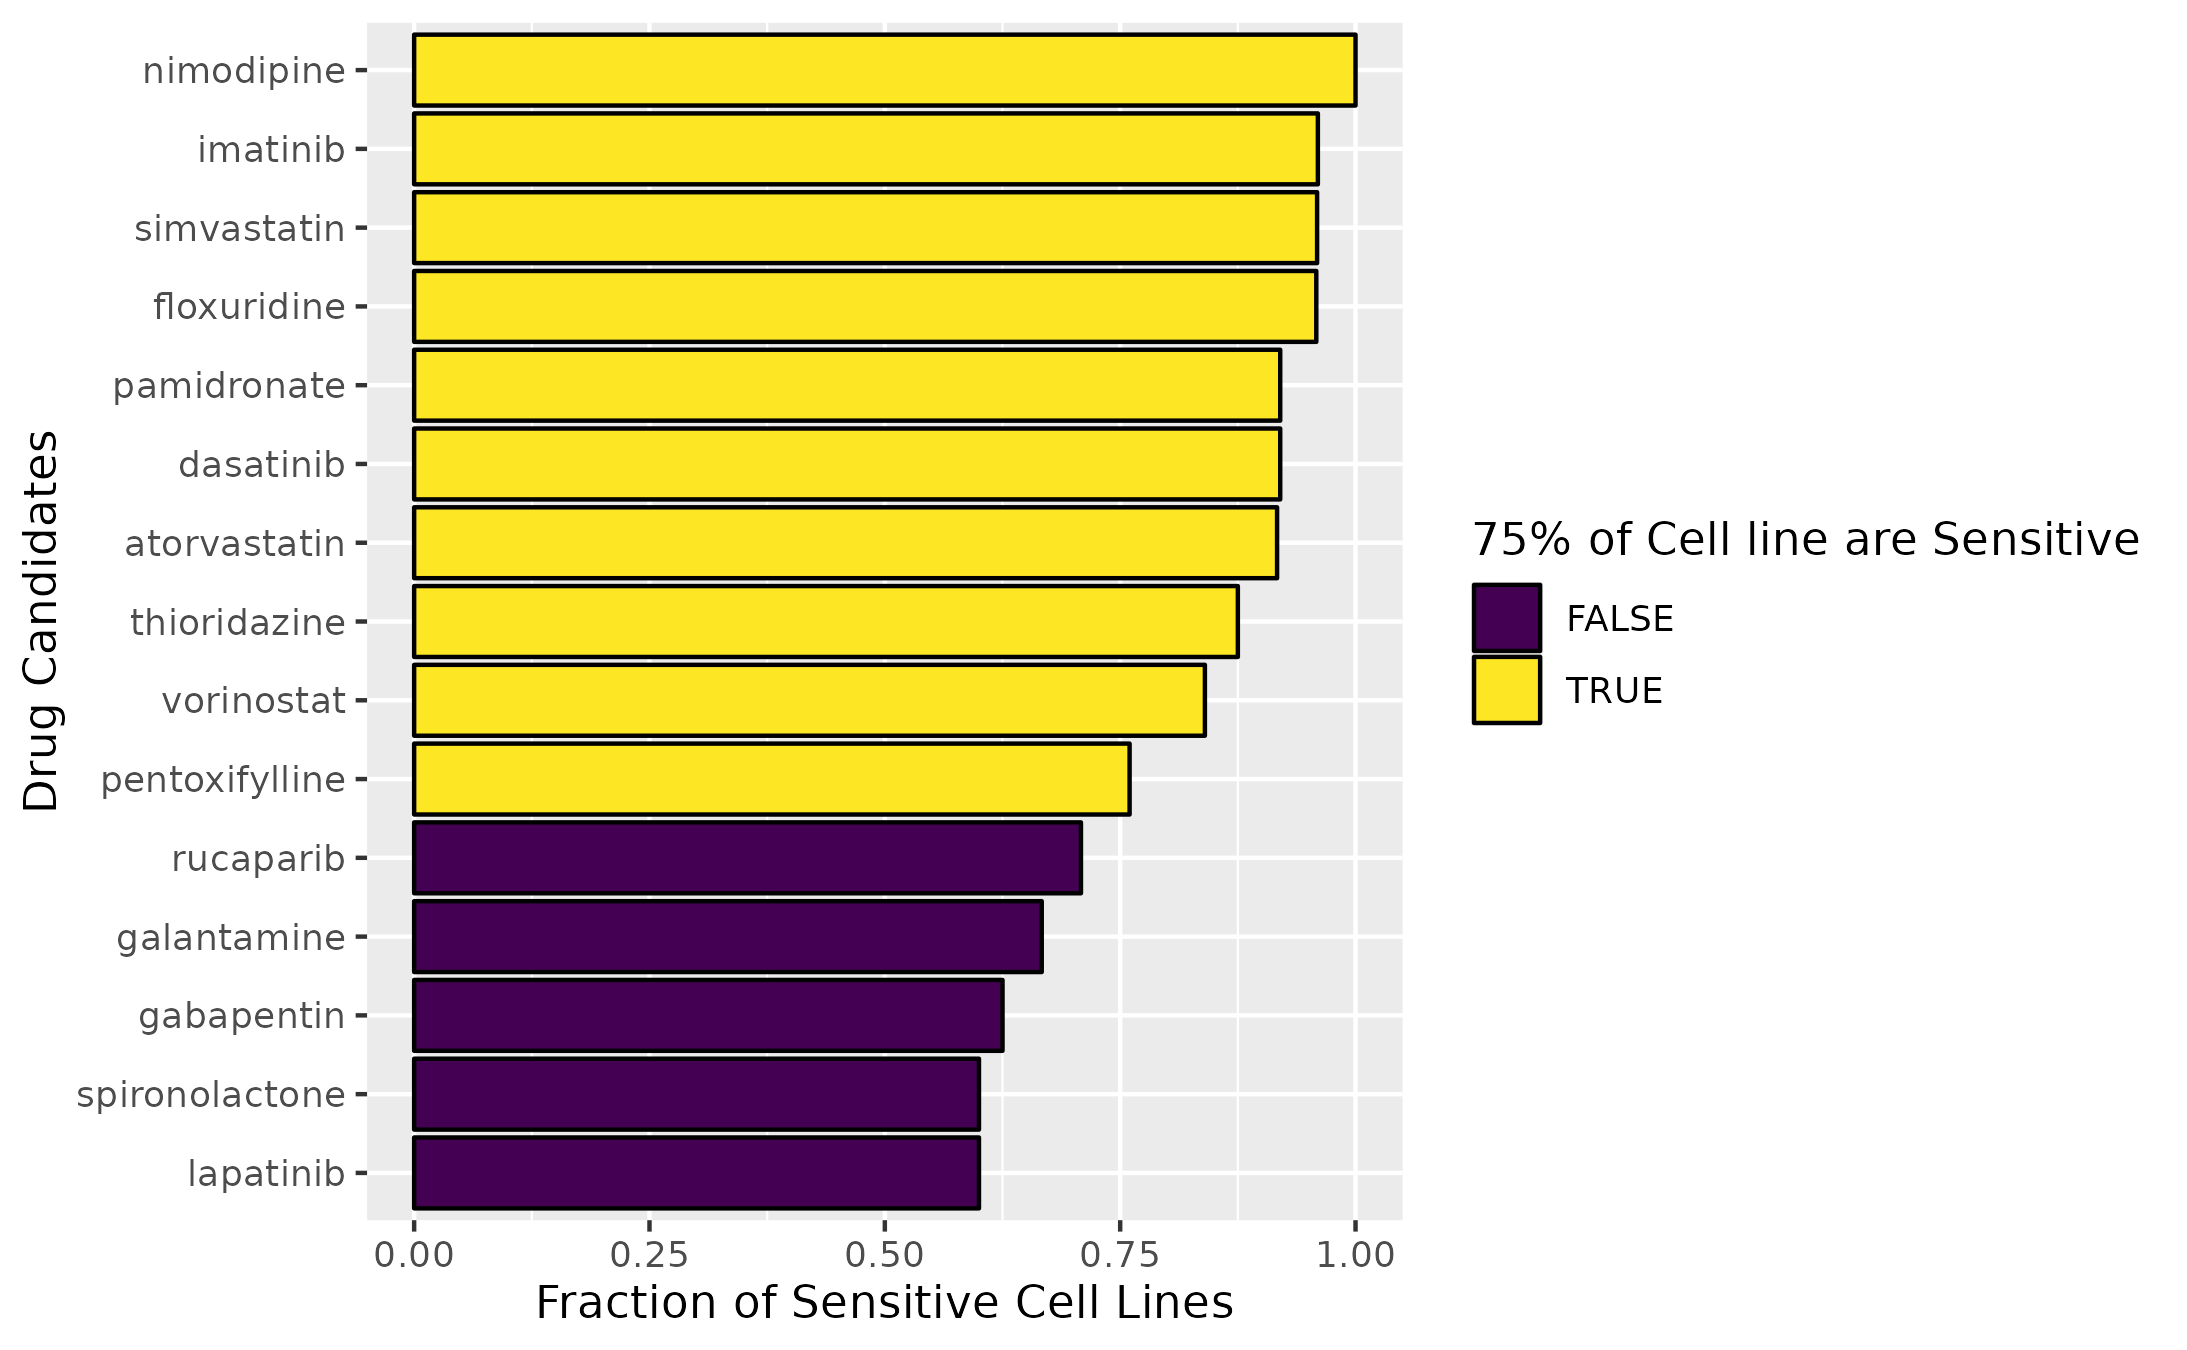 Drug Candidates
nimodipine
imatinib
simvastatin
floxuridine
pamidronate
dasatinib
atorvastatin
thioridazine
vorinostat
pentoxifylline
rucaparib
galantamine
gabapentin
spironolactone
lapatinib
0.00 0.25 0.50 0.75 1.00
Fraction of Sensitive Cell Lines
75% of Cell line are Sensitive
FALSE
TRUE